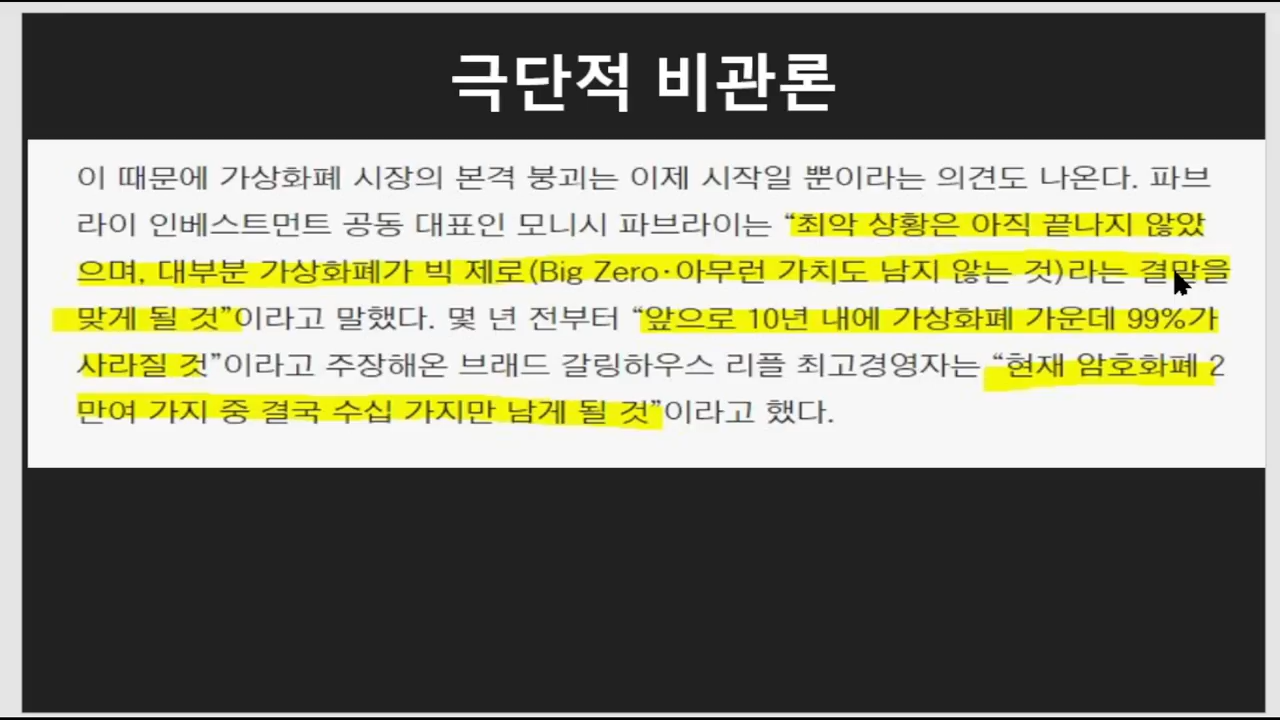 극단적 비관론
이 때문에 가상화폐 시장의 본격 붕괴는 이제 시작일 뿐이라는 의견도 나온다. 파브
라이 인베스트먼트 공동 대표인 모니시 파브라이는 “최악 상황은 아직 끝나지 않았
으며, 대부분 가상화폐가 빅 제로(Big Zero·아무런 가치도 남지 않는 것)라는 결말을
맞게 될 것”이라고 말했다. 몇 년 전부터 “앞으로 10년 내에 가상화폐 가운데 99%가
사라질 것”이라고 주장해온 브래드 갈링하우스 리플 최고경영자는 “현재 암호화폐 2
만여 가지 중 결국 수십 가지만 남게 될 것”이라고 했다.